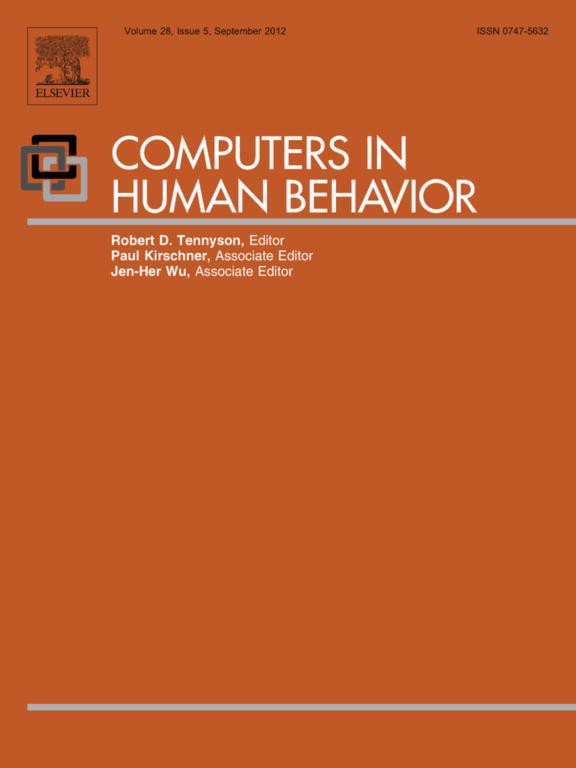 Volume 28, Issue 5, September 2012
ISSN 0747-5632
ELSEVIER
COMPUTERS IN
HUMAN BEHAVIOR
Robert D. Tennyson, Editor
Paul Kirschner, Associate Editor
Jen-Her Wu, Associate Editor